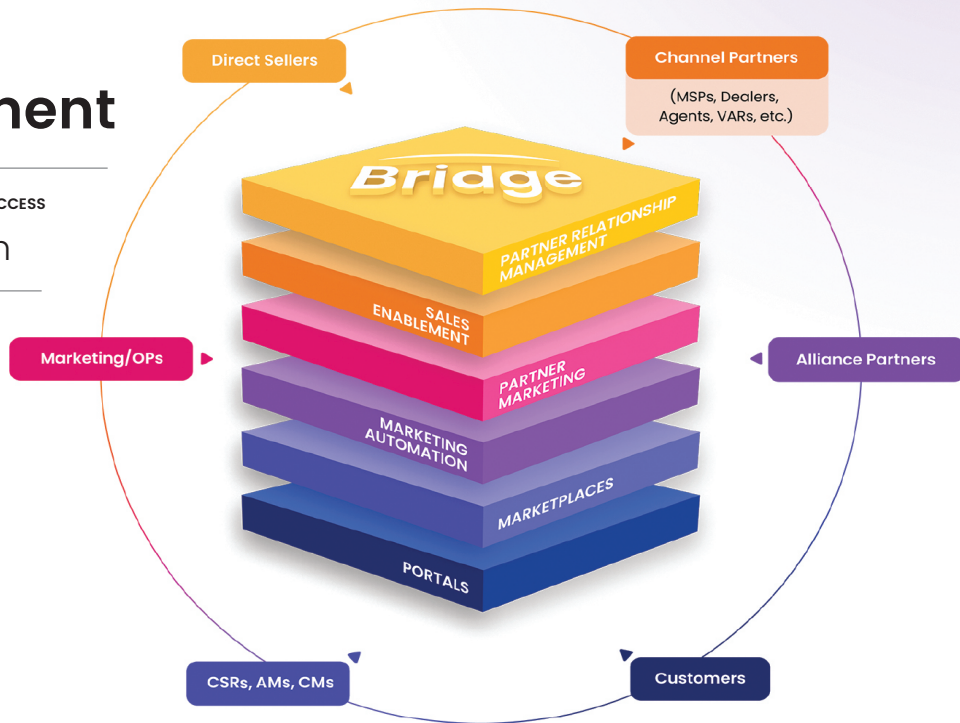 nent
CCESS
n
Direct Sellers
Channel Partners
(MSPs, Dealers,
Agents, VARs, etc.)
Bridge
PARTNER RELATIONSHIP
MANAGEMENT
SALES
ENABLEMENT
Marketing/OPs
Alliance Partners
PARTNER
MARKETING
MARKETING
AUTOMATION
MARKETPLACES
PORTALS
CSRs, AMs, CMs
Customers